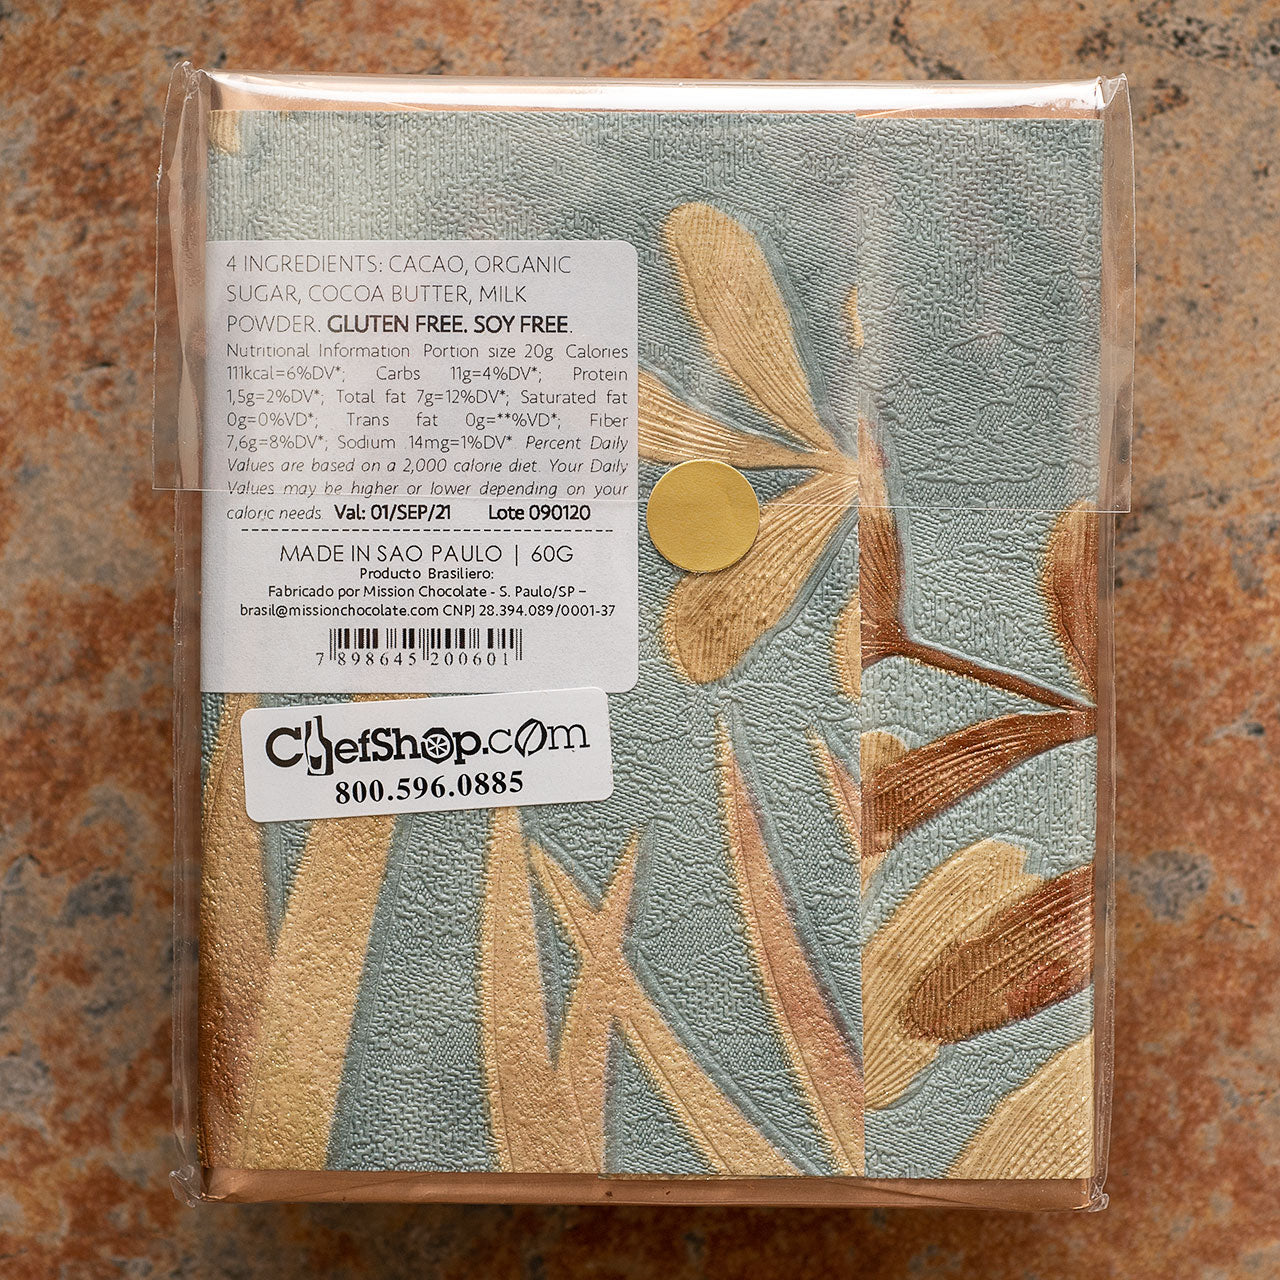 4 INGREDIENTS: CACAO, ORGANIC
SUGAR, COCOA BUTTER, MILK
POWDER. GLUTEN FREE. SOY FREE.
Nutritional Information Portion size 20g Calories
111kcal=6%DV*; Carbs 11g=4%DV*; Protein
1,5g=2%DV*; Total fat 7g=12%DV*; Saturated fat
0g=0%VD*; Trans fat 0g=**%VD*; Fiber
7,6g=8%DV*; Sodium 14mg=1%DV* Percent Daily
Values are based on a 2,000 calorie diet. Your Daily
Values may be higher or lower depending on your
caloric needs. Val: 01/SEP/21 Lote 090120
MADE IN SAO PAULO | 60G
Producto Brasiliero:
Fabricado por Mission Chocolate - S. Paulo/SP –
brasil@missionchocolate.com CNPJ 28.394.089/0001-37
7 898645 200601
ChefShop.com
800.596.0885